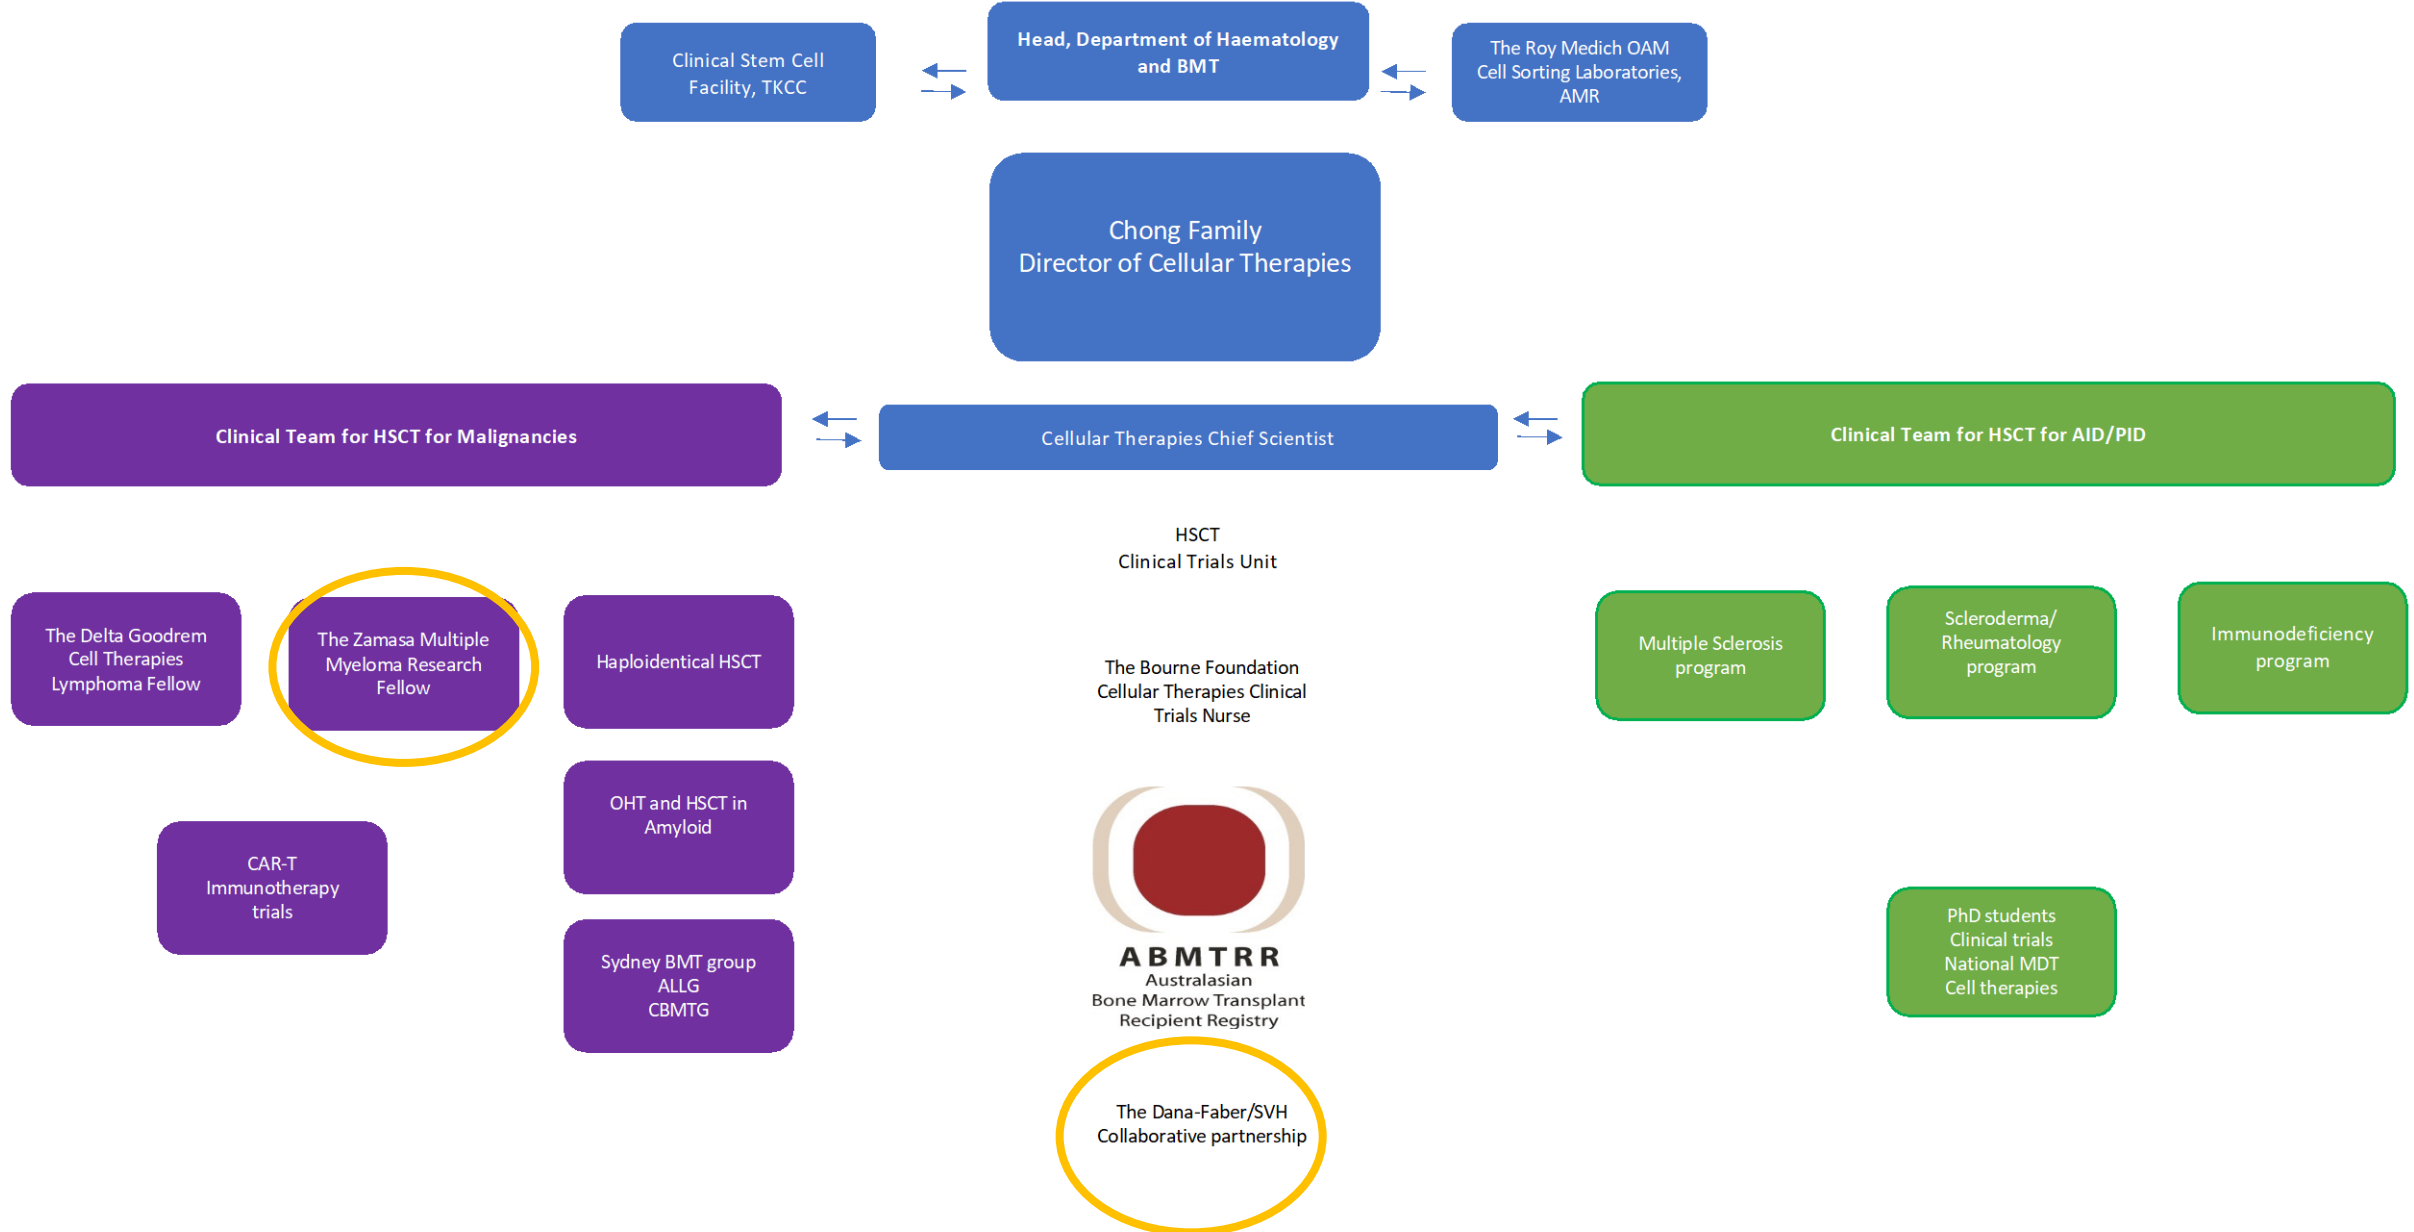 Clinical Stem Cell
Facility, TKCC
Head, Department of Haematology
and BMT
The Roy Medich OAM
Cell Sorting Laboratories,
AMR
Chong Family
Director of Cellular Therapies
Clinical Team for HSCT for Malignancies
Cellular Therapies Chief Scientist
Clinical Team for HSCT for AID/PID
HSCT
Clinical Trials Unit
The Delta Goodrem
Cell Therapies
Lymphoma Fellow
The Zamasa Multiple
Myeloma Research
Fellow
Haploidentical HSCT
The Bourne Foundation
Cellular Therapies Clinical
Trials Nurse
Multiple Sclerosis
program
Scleroderma/
Rheumatology
program
Immunodeficiency
program
OHT and HSCT in
Amyloid
CAR-T
Immunotherapy
trials
Sydney BMT group
ALLG
CBMTG
ABMTRR
Australasian
Bone Marrow Transplant
Recipient Registry
PhD students
Clinical trials
National MDT
Cell therapies
The Dana-Faber/SVH
Collaborative partnership